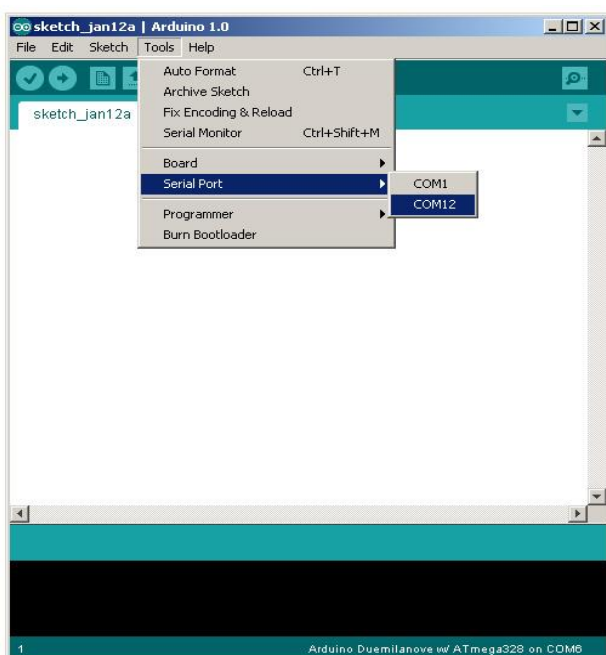 sketch_jan12a | Arduino 1.0
File Edit Sketch Tools Help
sketch_jan12a
Auto Format Ctrl+T
Archive Sketch
Fix Encoding & Reload
Serial Monitor Ctrl+Shift+M
Board
Serial Port
COM1
COM12
Programmer
Burn Bootloader
1 Arduino Duemilanove w/ ATmega328 on COM6